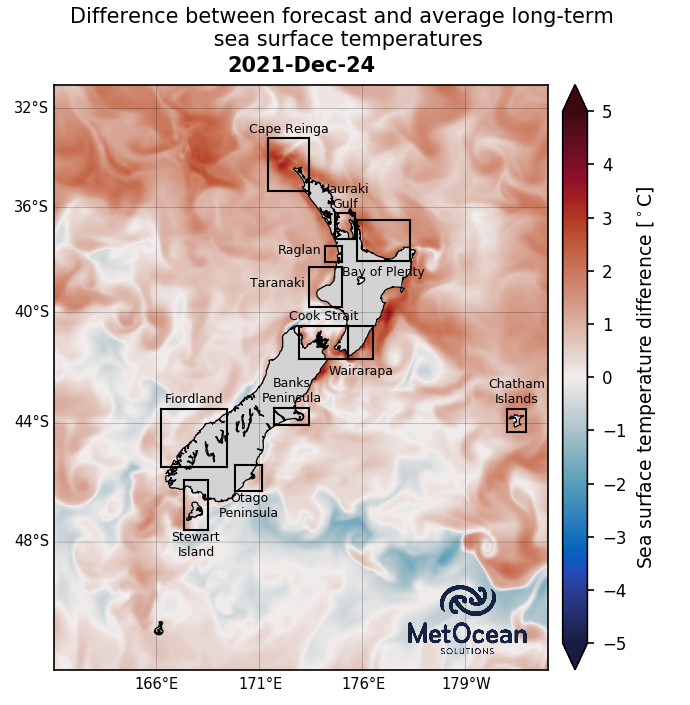 Difference between forecast and average long-term
sea surface temperatures
2021-Dec-24
32°S
36°S
40°S
44°S
48°S
Cape Reinga
Hauraki
Gulf
Raglan
Bay of Plenty
Taranaki
Cook Strait
Wairarapa
Banks
Peninsula
Fiordland
Chatham
Islands
Otago
Peninsula
Stewart
Island
MetOcean
SOLUTIONS
166°E
171°E
176°E
179°W
5
4
3
2
1
0
−1
−2
−3
−4
−5
Sea surface temperature difference [°C]